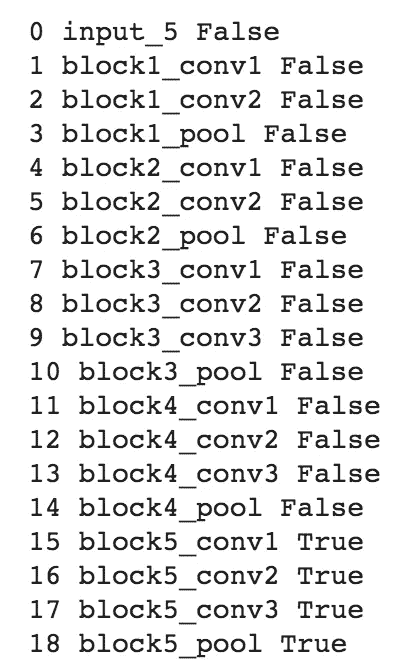 0 input_5 False
1 block1_conv1 False
2 block1_conv2 False
3 block1_pool False
4 block2_conv1 False
5 block2_conv2 False
6 block2_pool False
7 block3_conv1 False
8 block3_conv2 False
9 block3_conv3 False
10 block3_pool False
11 block4_conv1 False
12 block4_conv2 False
13 block4_conv3 False
14 block4_pool False
15 block5_conv1 True
16 block5_conv2 True
17 block5_conv3 True
18 block5_pool True